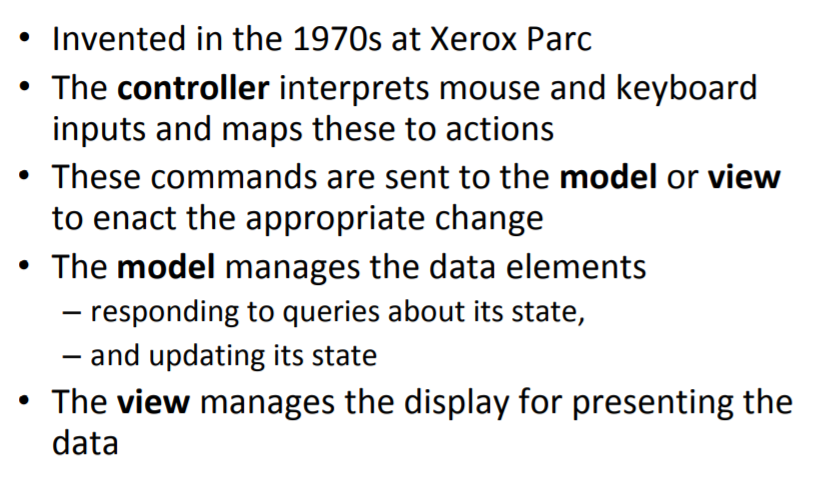 • Invented in the 1970s at Xerox Parc
• The controller interprets mouse and keyboard
inputs and maps these to actions
• These commands are sent to the model or view
to enact the appropriate change
• The model manages the data elements
– responding to queries about its state,
– and updating its state
• The view manages the display for presenting the
data